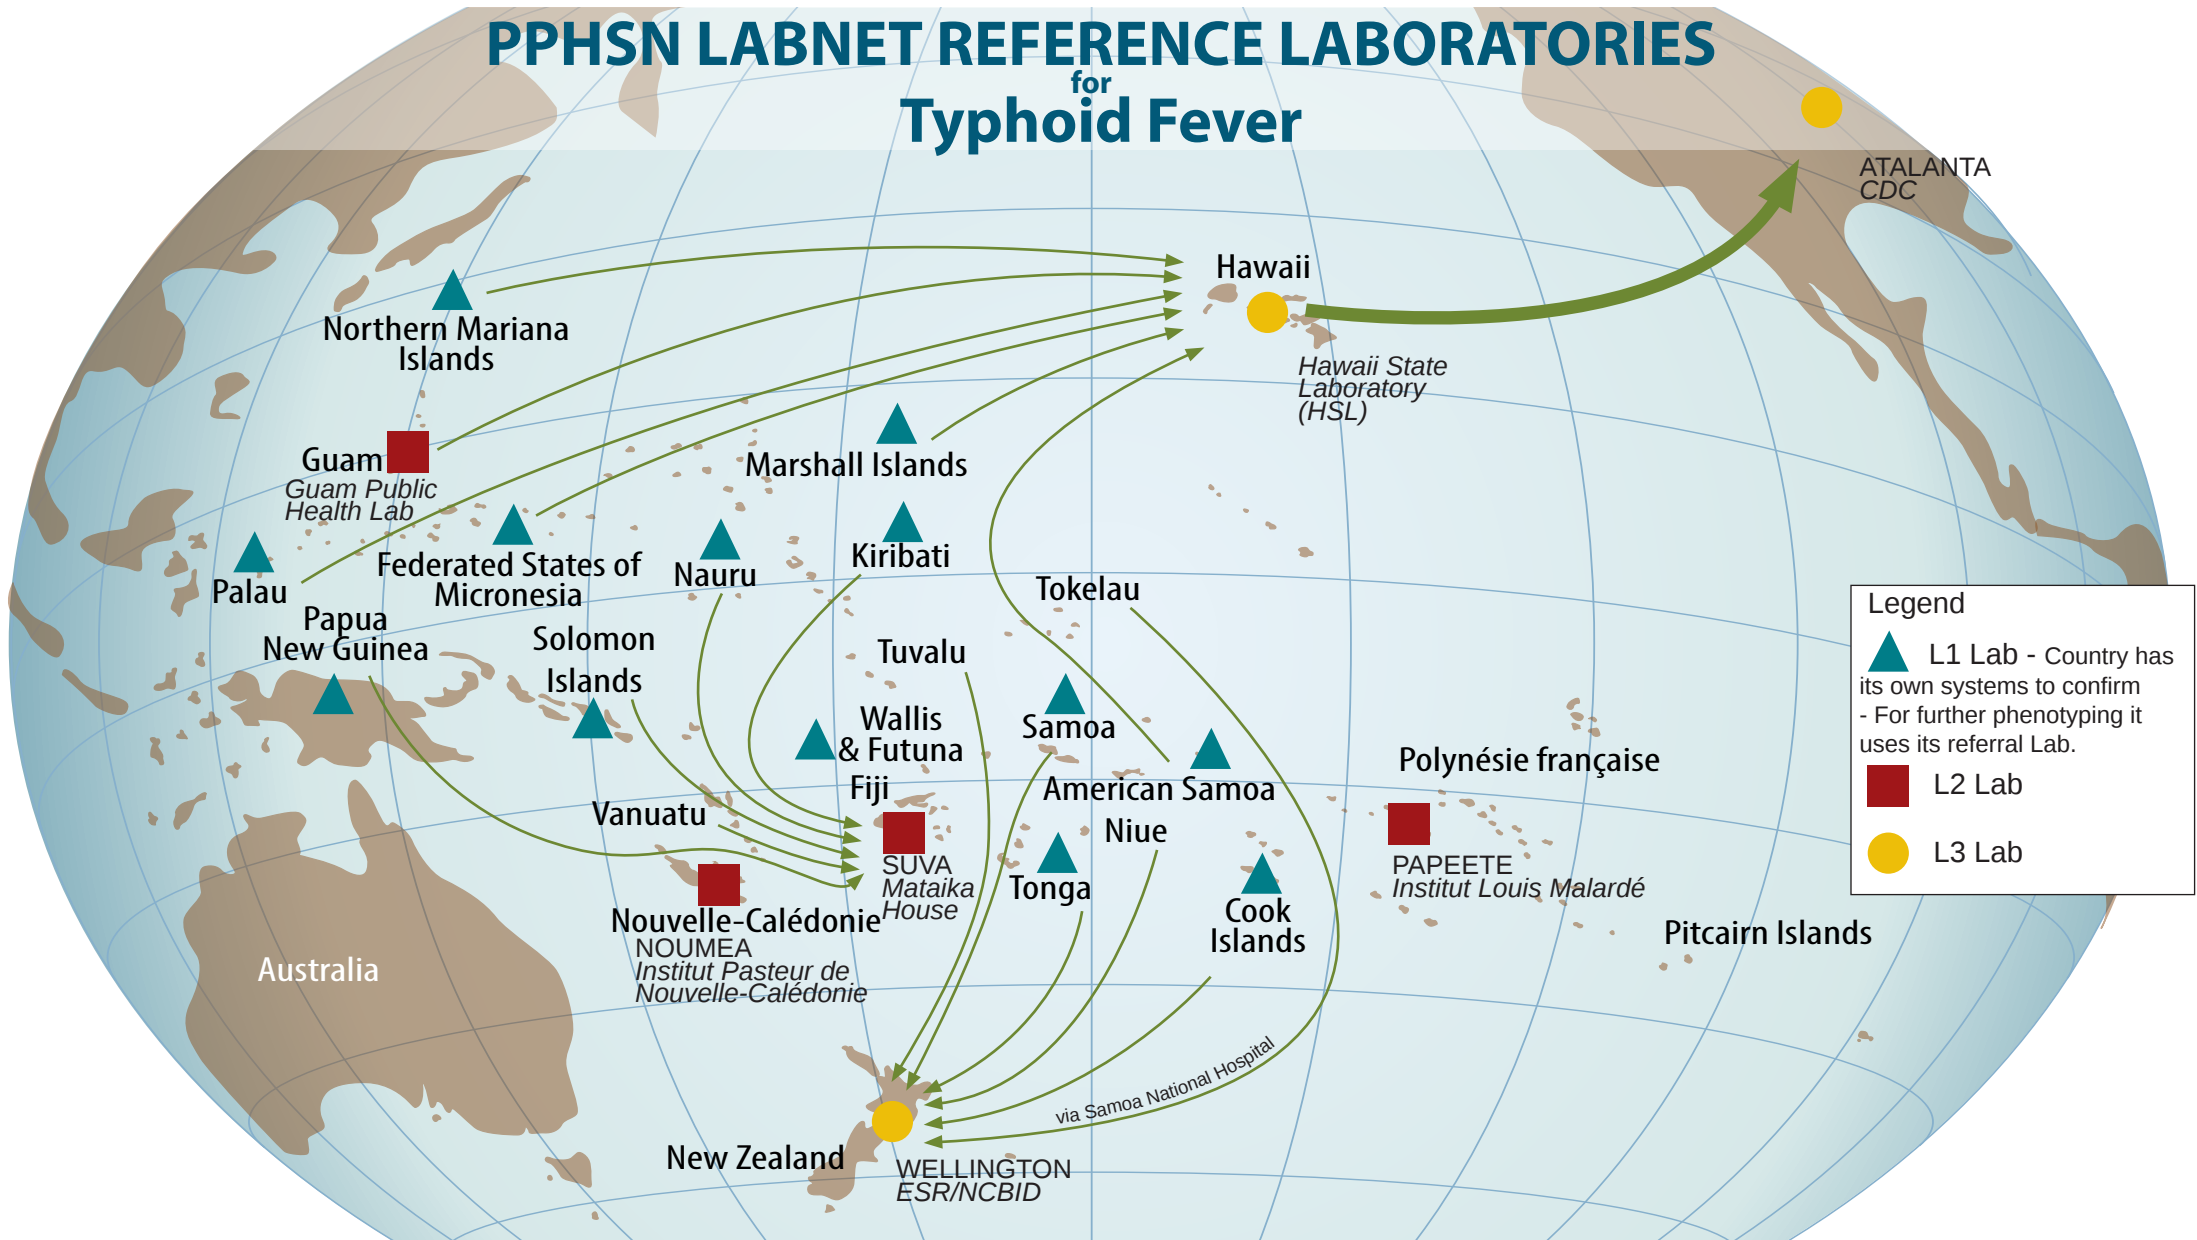 PPHSN LABNET REFERENCE LABORATORIES
for
Typhoid Fever
ATALANTA
CDC
Hawaii
Hawaii State
Laboratory
(HSL)
Northern Mariana
Islands
Guam
Guam Public
Health Lab
Marshall Islands
Palau
Federated States of
Micronesia
Nauru
Kiribati
Tokelau
Papua
New Guinea
Solomon
Islands
Tuvalu
Wallis
& Futuna
Samoa
Fiji
SUVA
Mataika
House
Vanuatu
American Samoa
Niue
Tonga
Cook
Islands
Polynésie française
PAPEETE
Institut Louis Malardé
Pitcairn Islands
Nouvelle-Calédonie
NOUMEA
Institut Pasteur de
Nouvelle-Calédonie
Australia
via Samoa National Hospital
New Zealand
WELLINGTON
ESR/NCBID
Legend
L1 Lab - Country has
its own systems to confirm
- For further phenotyping it
uses its referral Lab.
L2 Lab
L3 Lab